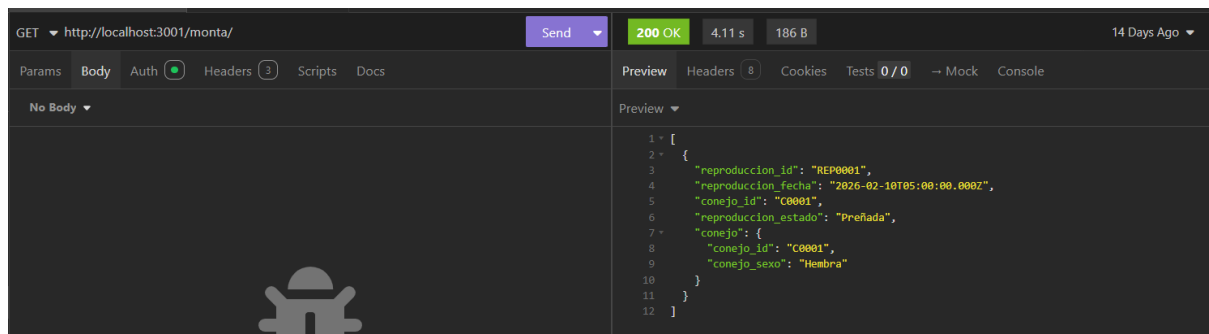 GET http://localhost:3001/monta/ Send
Params Body Auth Headers 3 Scripts Docs
No Body
200 OK 4.11 s 186 B 14 Days Ago
Preview Headers 8 Cookies Tests 0 / 0 → Mock Console
Preview
1 [
2 {
3 "reproduccion_id": "REP0001",
4 "reproduccion_fecha": "2026-02-10T05:00:00.000Z",
5 "conejo_id": "C0001",
6 "reproduccion_estado": "Preñada",
7 "conejo": {
8 "conejo_id": "C0001",
9 "conejo_sexo": "Hembra"
10 }
11 }
12 ]